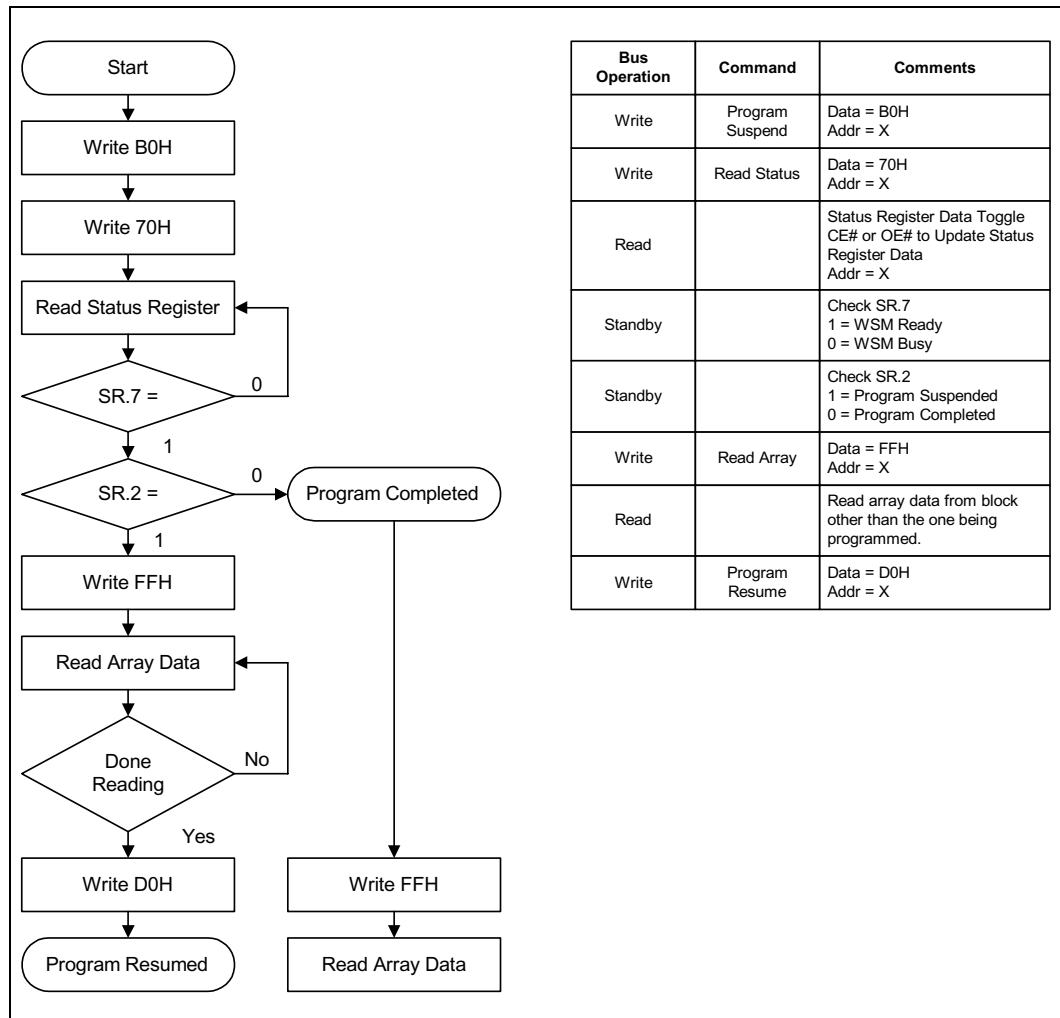 Start
Write B0H
Write 70H
Read Status Register
SR.7 =
0
1
SR.2 =
0
Program Completed
1
Write FFH
Read Array Data
Done
Reading
No
Yes
Write D0H
Write FFH
Program Resumed
Read Array Data
Bus
Operation
Command
Comments
Write
Program
Suspend
Data = B0H
Addr = X
Write
Read Status
Data = 70H
Addr = X
Read
Status Register Data Toggle
CE# or OE# to Update Status
Register Data
Addr = X
Standby
Check SR.7
1 = WSM Ready
0 = WSM Busy
Standby
Check SR.2
1 = Program Suspended
0 = Program Completed
Write
Read Array
Data = FFH
Addr = X
Read
Read array data from block
other than the one being
programmed.
Write
Program
Resume
Data = D0H
Addr = X